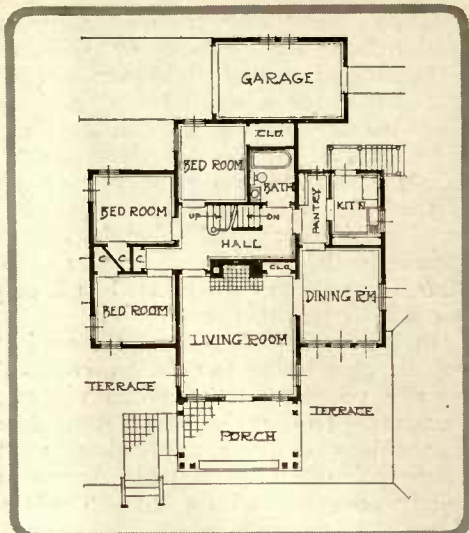 GARAGE
CLO.
BED ROOM
BATH
BED ROOM
UP
DN
PANTRY
KIT'N
HALL
C
C
C
CLO.
BED ROOM
LIVING ROOM
DINING R'M
TERRACE
TERRACE
PORCH